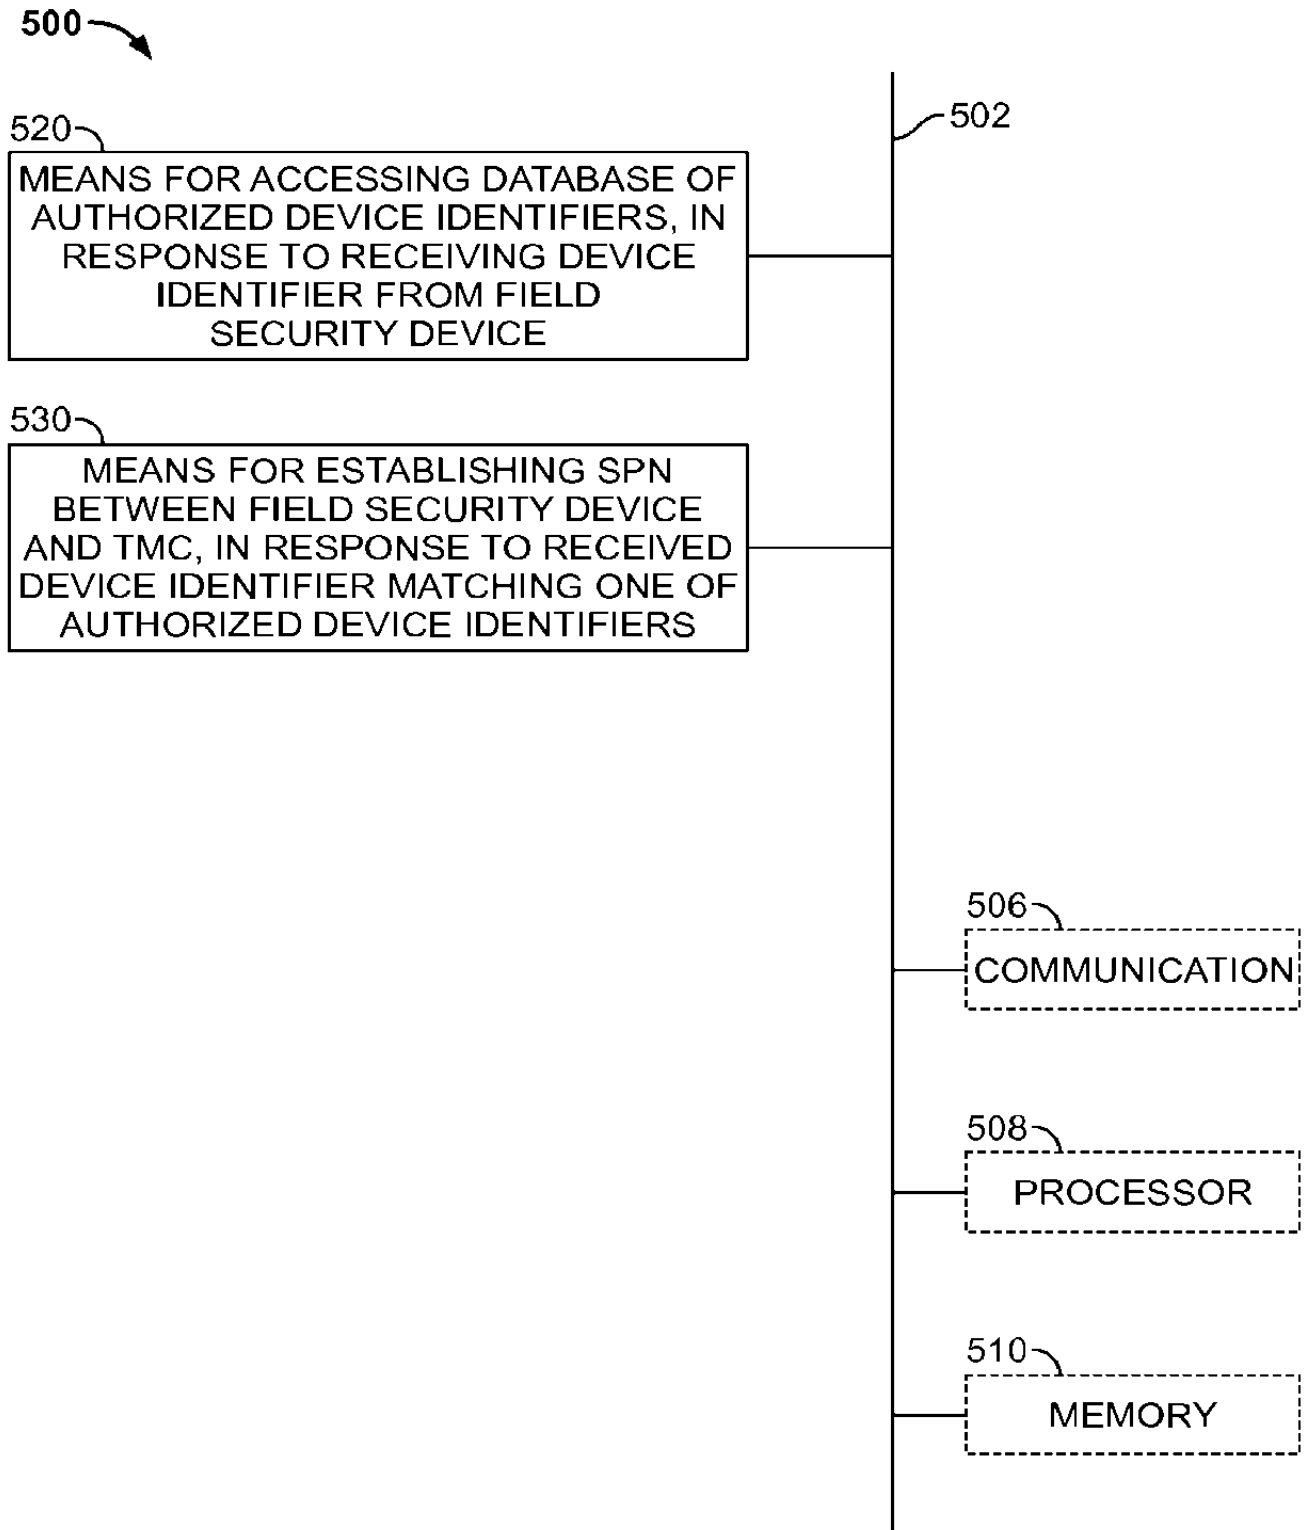 500
502
520
MEANS FOR ACCESSING DATABASE OF
AUTHORIZED DEVICE IDENTIFIERS, IN
RESPONSE TO RECEIVING DEVICE
IDENTIFIER FROM FIELD
SECURITY DEVICE
530
MEANS FOR ESTABLISHING SPN
BETWEEN FIELD SECURITY DEVICE
AND TMC, IN RESPONSE TO RECEIVED
DEVICE IDENTIFIER MATCHING ONE OF
AUTHORIZED DEVICE IDENTIFIERS
506
COMMUNICATION
508
PROCESSOR
510
MEMORY